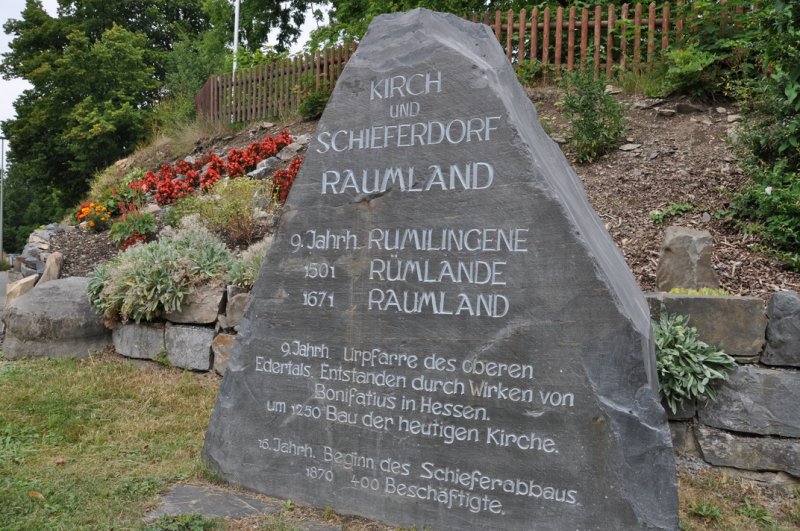 KIRCH
UND
SCHIEFERDORF
RAUMLAND
9. Jahrh. RUMILINGENE
1501 RÜMLANDE
1671 RAUMLAND
9. Jahrh. Urpfarre des oberen
Edertals. Entstanden durch Wirken von
Bonifatius in Hessen.
um 1250 Bau der heutigen Kirche.
16. Jahrh. Beginn des Schieferabbaus
1870 400 Beschäftigte.